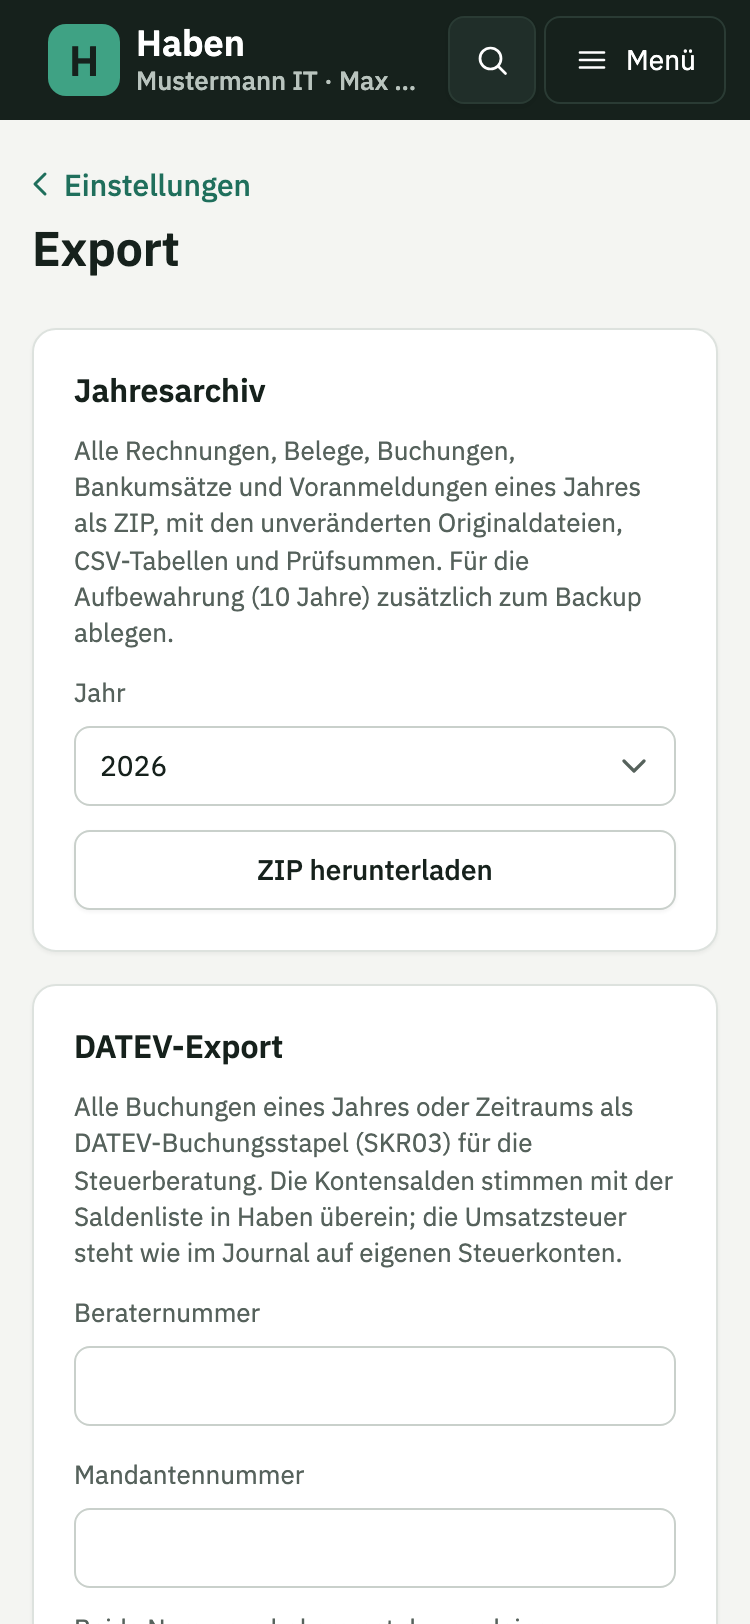 H
Haben
Mustermann IT · Max ...
Menü
Einstellungen
Export
Jahresarchiv
Alle Rechnungen, Belege, Buchungen,
Bankumsätze und Voranmeldungen eines Jahres
als ZIP, mit den unveränderten Originaldateien,
CSV-Tabellen und Prüfsummen. Für die
Aufbewahrung (10 Jahre) zusätzlich zum Backup
ablegen.
Jahr
2026
ZIP herunterladen
DATEV-Export
Alle Buchungen eines Jahres oder Zeitraums als
DATEV-Buchungsstapel (SKR03) für die
Steuerberatung. Die Kontensalden stimmen mit der
Saldenliste in Haben überein; die Umsatzsteuer
steht wie im Journal auf eigenen Steuerkonten.
Beraternummer
Mandantennummer